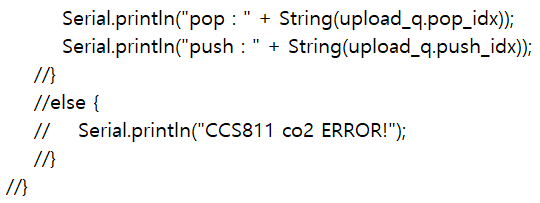 Serial.println("pop : " + String(upload_q.pop_idx));
Serial.println("push : " + String(upload_q.push_idx));
//}
//else {
//    Serial.println("CCS811 co2 ERROR!");
//}
//}